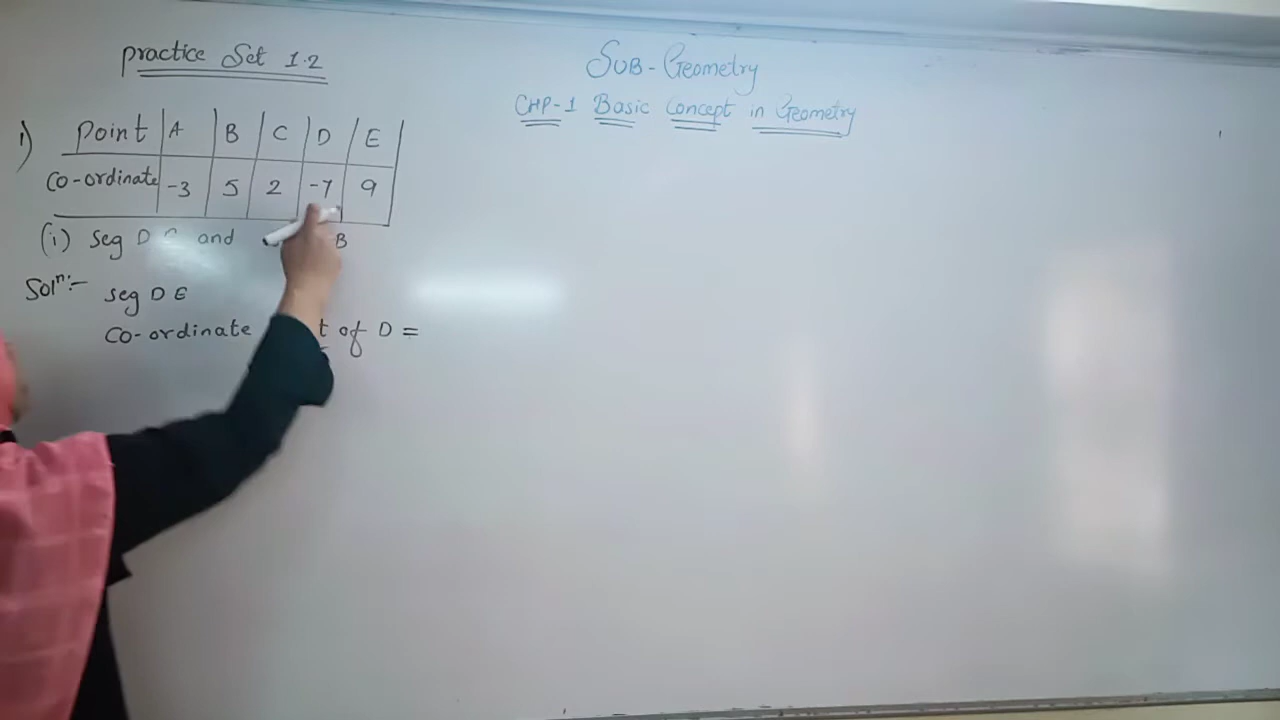 practice Set 1.2
SUB-Geometry
CHP-1 Basic Concept in Geometry
1) Point A B C D E
Co-ordinate -3 5 2 -7 9
(i) seg D and B
Solⁿ:- seg DE
Co-ordinate of D =